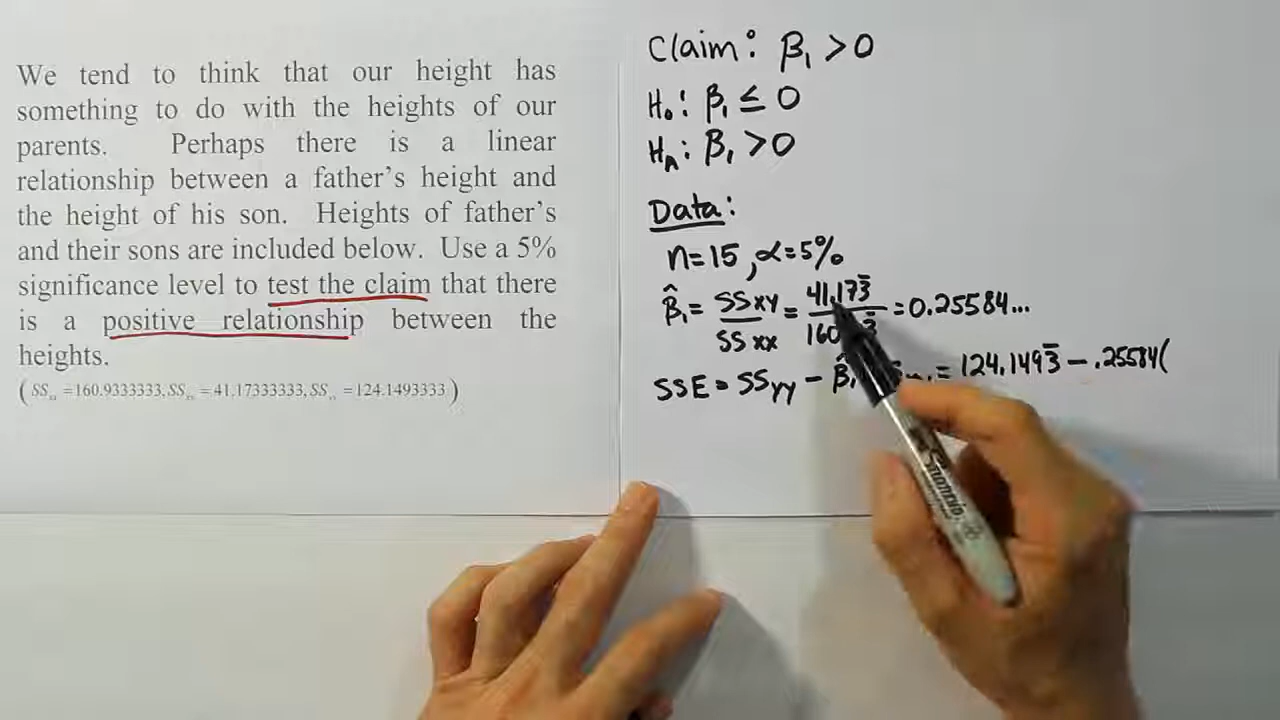 We tend to think that our height has
something to do with the heights of our
parents. Perhaps there is a linear
relationship between a father's height and
the height of his son. Heights of father's
and their sons are included below. Use a 5%
significance level to test the claim that there
is a positive relationship between the
heights.
(SS =160.9333333,SS =41.17333333,SS =124.1493333)
Claim: β₁ >0
H₀: β₁ ≤ 0
Hₐ: β₁ >0
Data:
n=15, α=5%
β̂₁ = SSxy/SSxx = 41.173̅/160 = 0.25584...
SSE = SSyy − β̂₁ = 124.1493̅ − .25584(